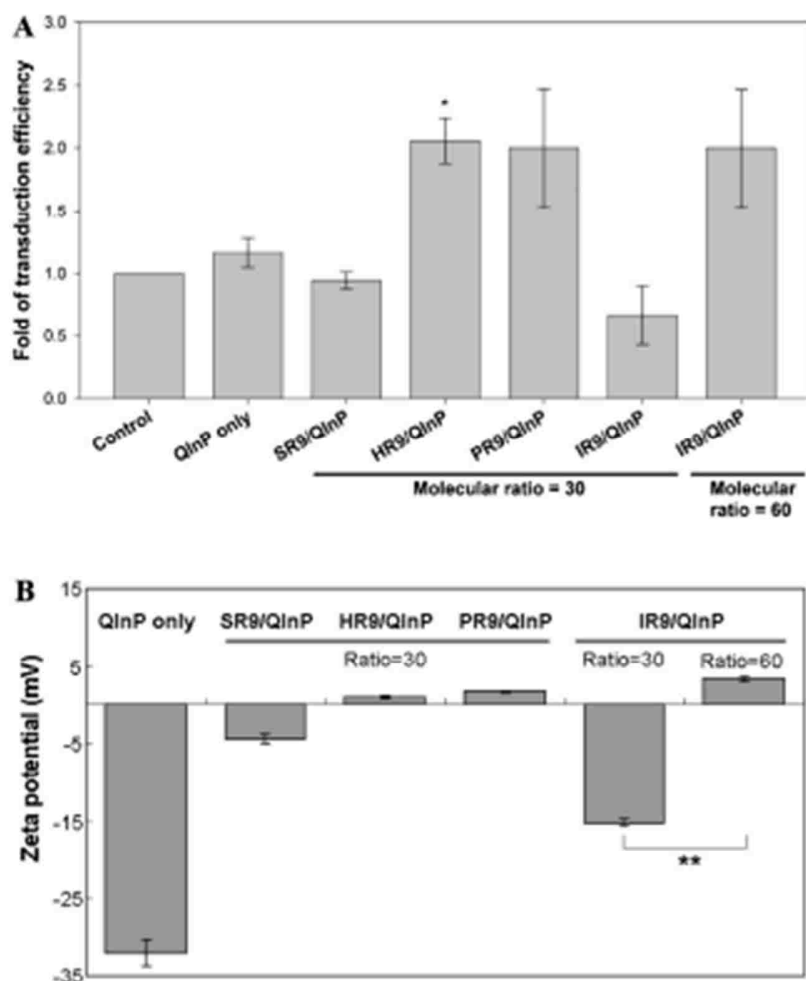 A
3.0
2.5
2.0
1.5
1.0
0.5
0.0
Fold of transduction efficiency
*
Control
QInP only
SR9/QInP
HR9/QInP
PR9/QInP
IR9/QInP
IR9/QInP
Molecular ratio = 30
Molecular
ratio = 60
B
15
5
-5
-15
-25
-35
Zeta potential (mV)
QInP only
SR9/QInP
HR9/QInP
PR9/QInP
IR9/QInP
Ratio=30
Ratio=30
Ratio=60
**